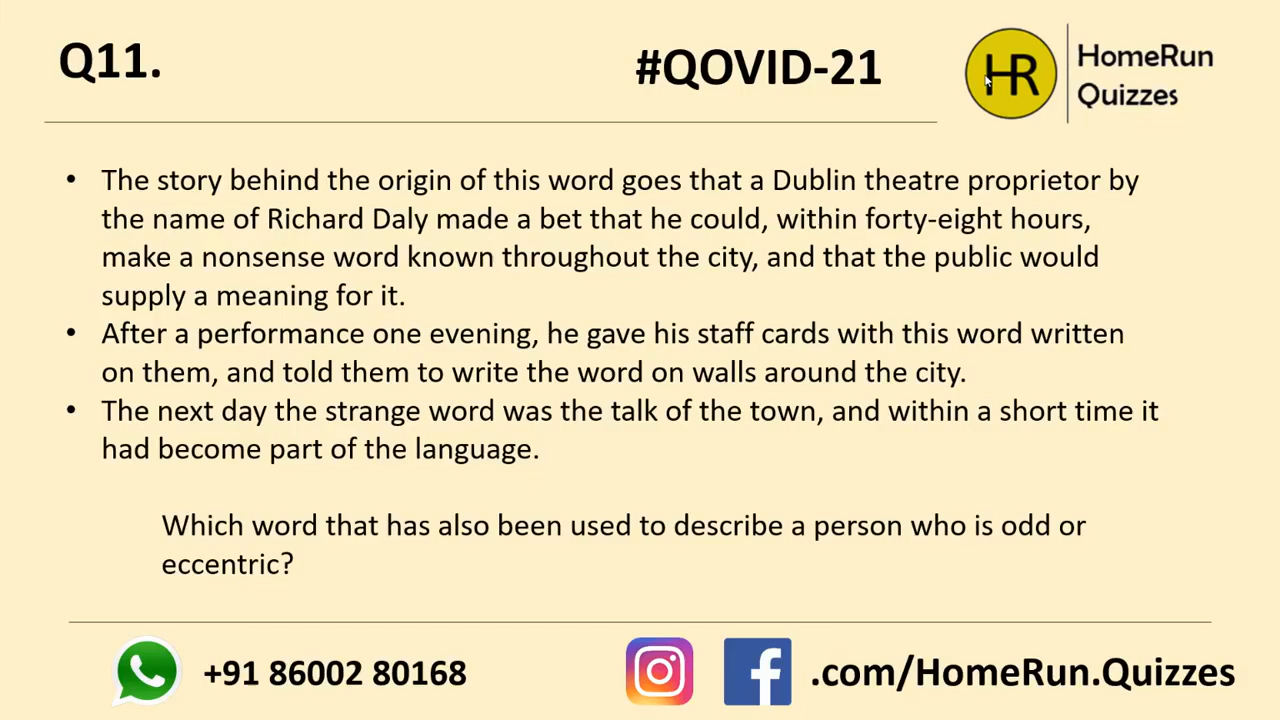 Q11.
#QOVID-21
HR
HomeRun
Quizzes
• The story behind the origin of this word goes that a Dublin theatre proprietor by
the name of Richard Daly made a bet that he could, within forty-eight hours,
make a nonsense word known throughout the city, and that the public would
supply a meaning for it.
• After a performance one evening, he gave his staff cards with this word written
on them, and told them to write the word on walls around the city.
• The next day the strange word was the talk of the town, and within a short time it
had become part of the language.
Which word that has also been used to describe a person who is odd or
eccentric?
+91 86002 80168
.com/HomeRun.Quizzes